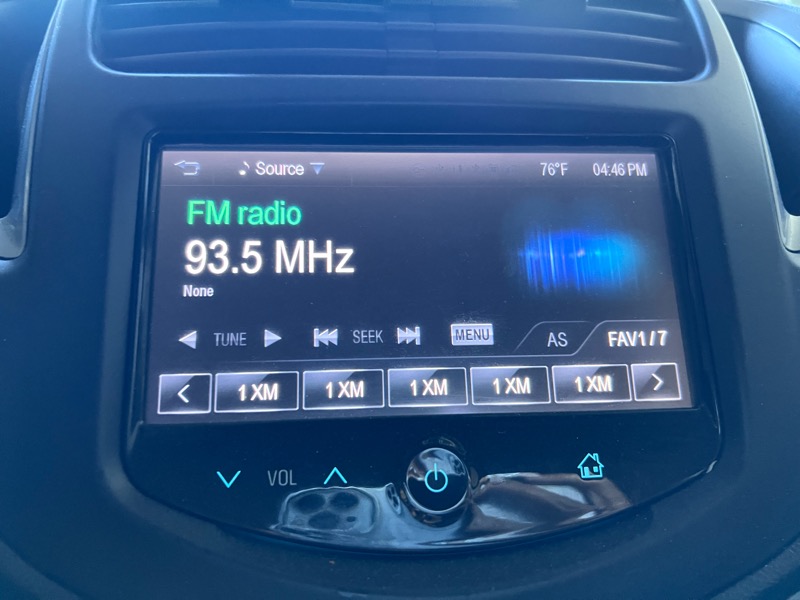 Source 76°F 04:46 PM
FM radio
93.5 MHz
None
TUNE SEEK MENU AS FAV1/7
< 1 XM 1 XM 1 XM 1 XM 1 XM >
VOL